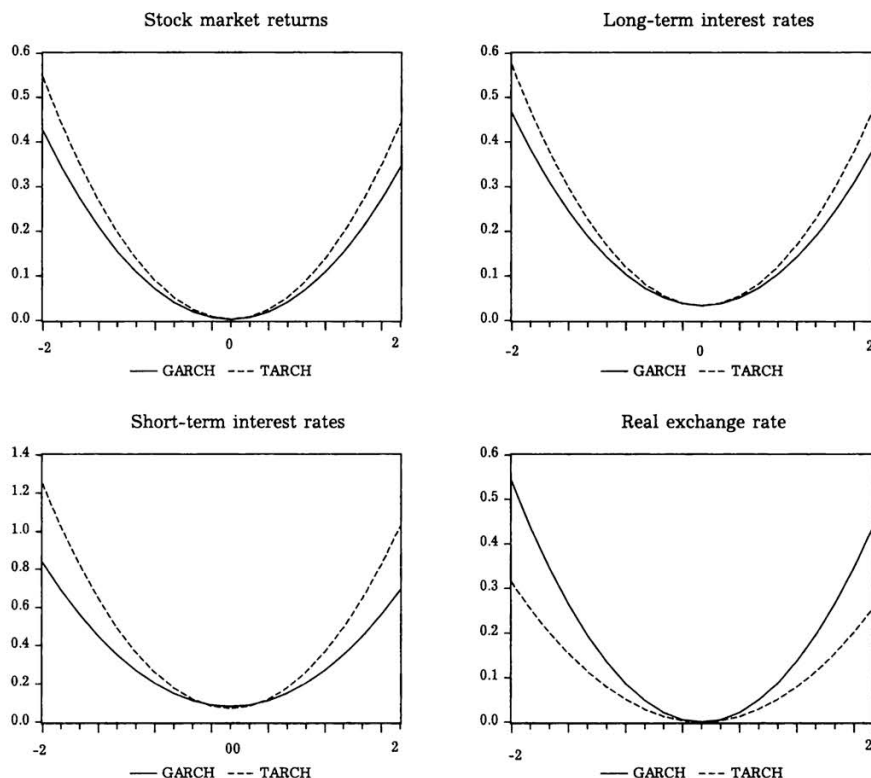 Stock market returns
0.6
0.5
0.4
0.3
0.2
0.1
0.0
-2 0 2
GARCH TARCH
Long-term interest rates
0.6
0.5
0.4
0.3
0.2
0.1
0.0
-2 0 2
GARCH TARCH
Short-term interest rates
1.4
1.2
1.0
0.8
0.6
0.4
0.2
0.0
-2 00 2
GARCH TARCH
Real exchange rate
0.6
0.5
0.4
0.3
0.2
0.1
0.0
-2 0 2
GARCH TARCH